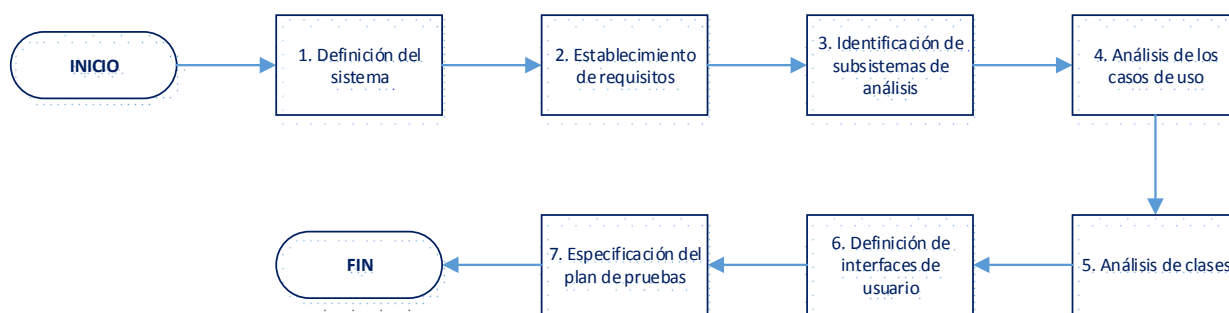 INICIO
1. Definición del
sistema
2. Establecimiento
de requisitos
3. Identificación de
subsistemas de
análisis
4. Análisis de los
casos de uso
5. Análisis de clases
6. Definición de
interfaces de
usuario
7. Especificación del
plan de pruebas
FIN